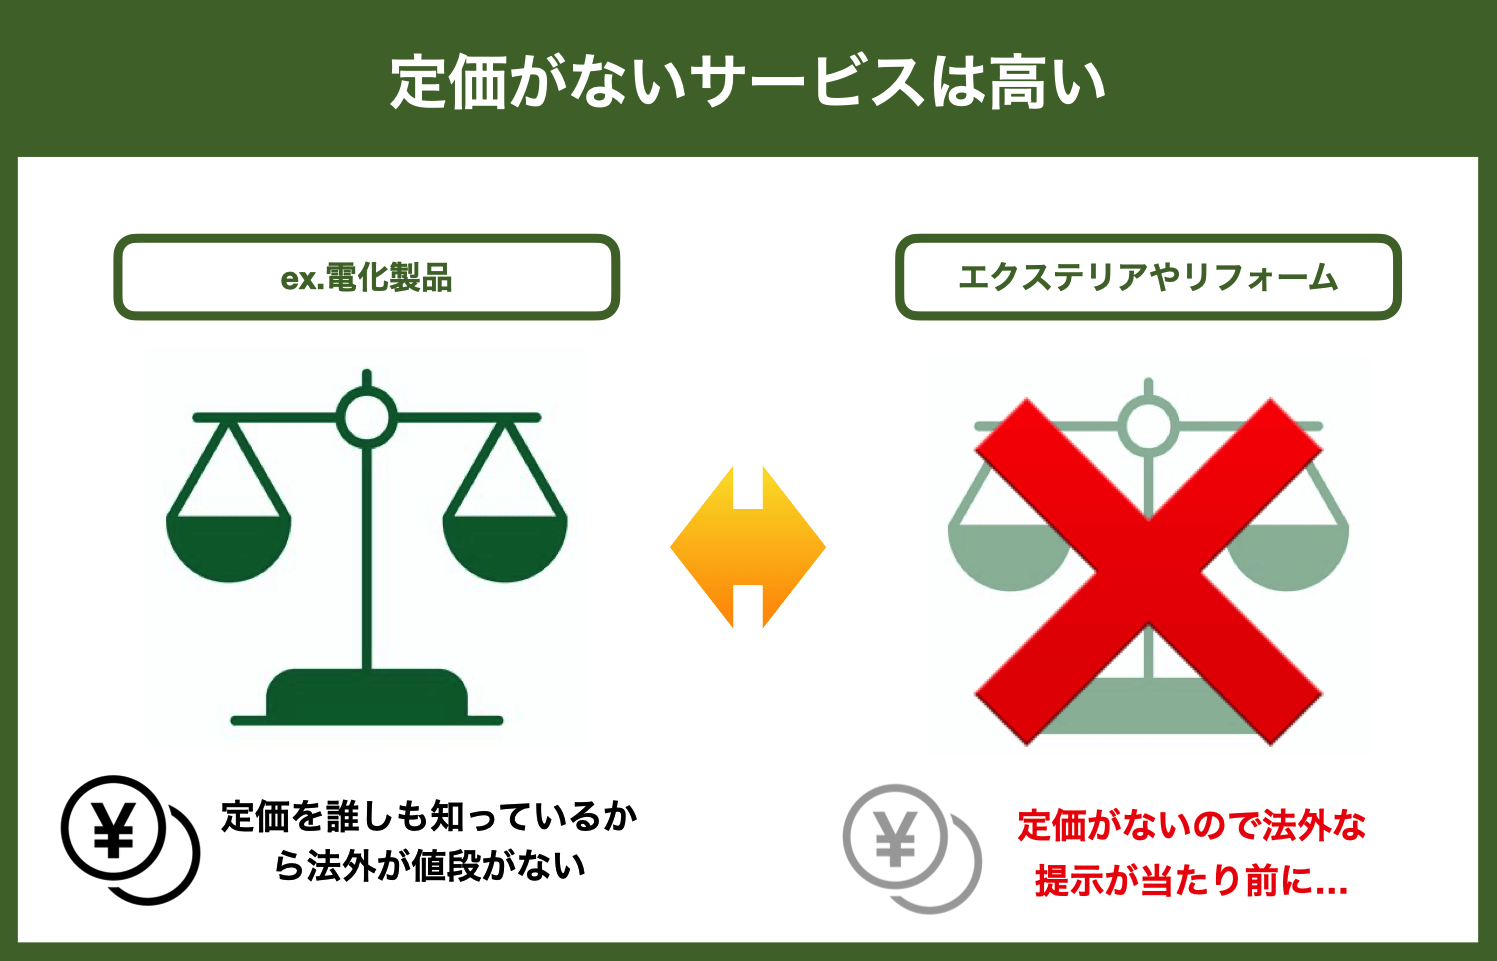 定価がないサービスは高い
ex.電化製品
エクステリアやリフォーム
¥
定価を誰しも知っているか
ら法外が値段がない
¥
定価がないので法外な
提示が当たり前に...